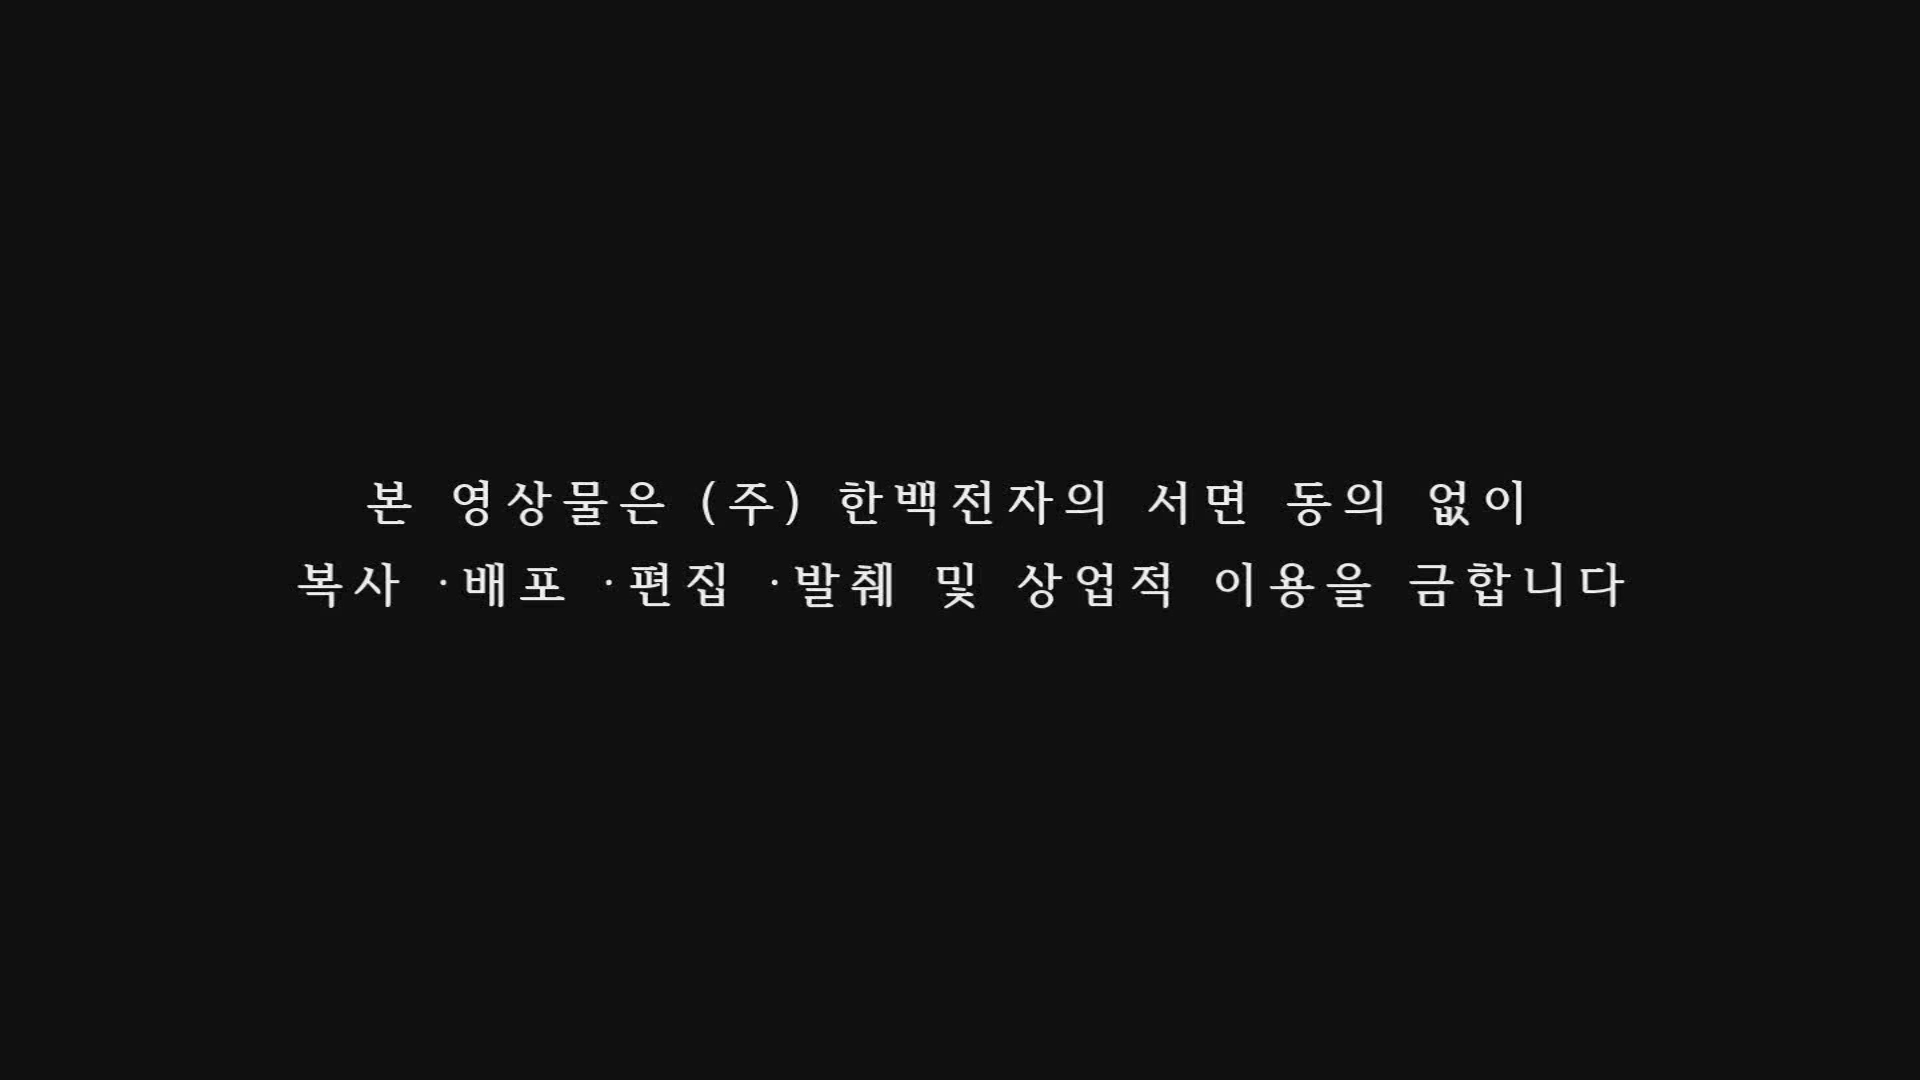 본 영상물은 (주) 한백전자의 서면 동의 없이
복사 ·배포 ·편집 ·발췌 및 상업적 이용을 금합니다